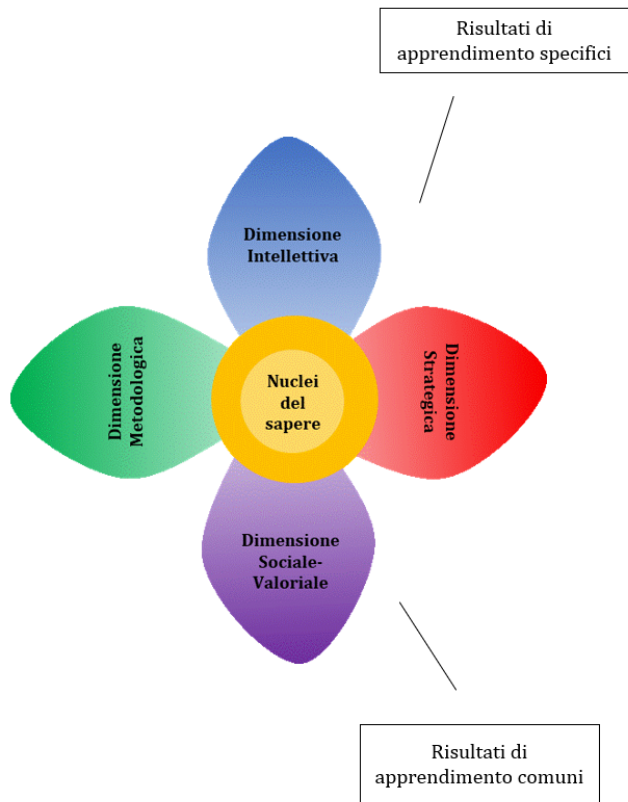 Risultati di
apprendimento specifici
Dimensione
Intellettiva
Dimensione
Metodologica
Nuclei
del
sapere
Dimensione
Strategica
Dimensione
Sociale-
Valoriale
Risultati di
apprendimento comuni